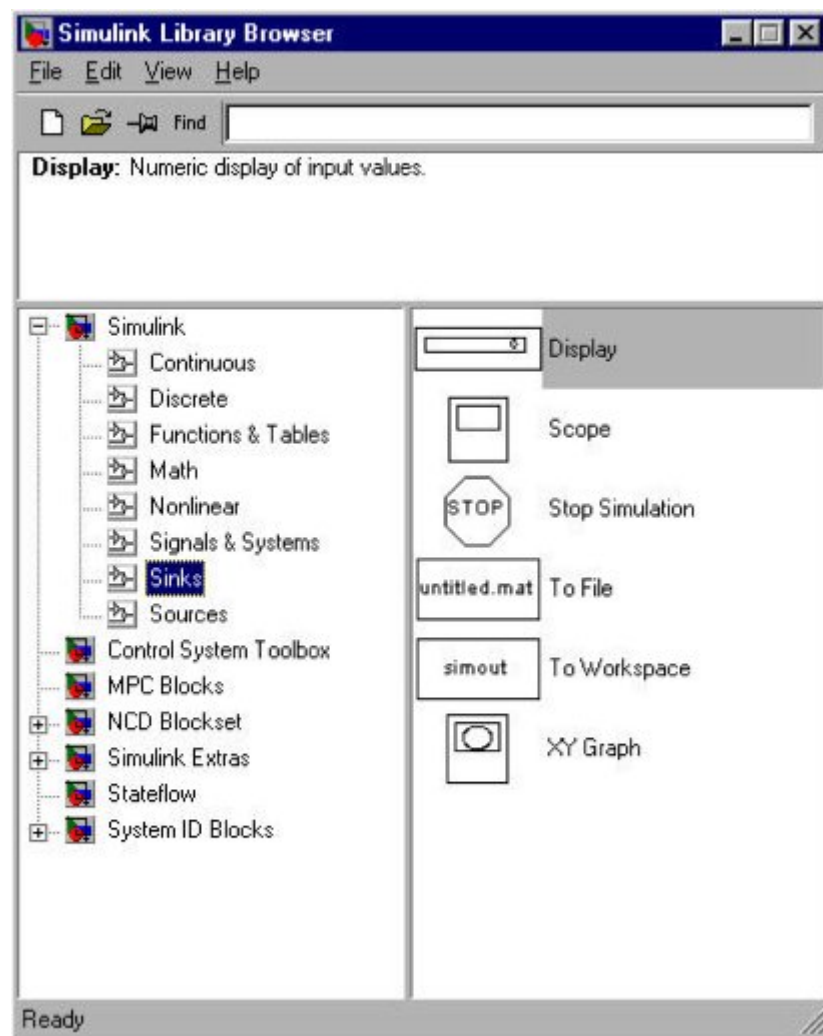 Simulink Library Browser
File Edit View Help
Find
Display: Numeric display of input values.
Simulink
Continuous
Discrete
Functions & Tables
Math
Nonlinear
Signals & Systems
Sinks
Sources
Control System Toolbox
MPC Blocks
NCD Blockset
Simulink Extras
Stateflow
System ID Blocks
0 Display
Scope
STOP Stop Simulation
untitled.mat To File
simout To Workspace
XY Graph
Ready